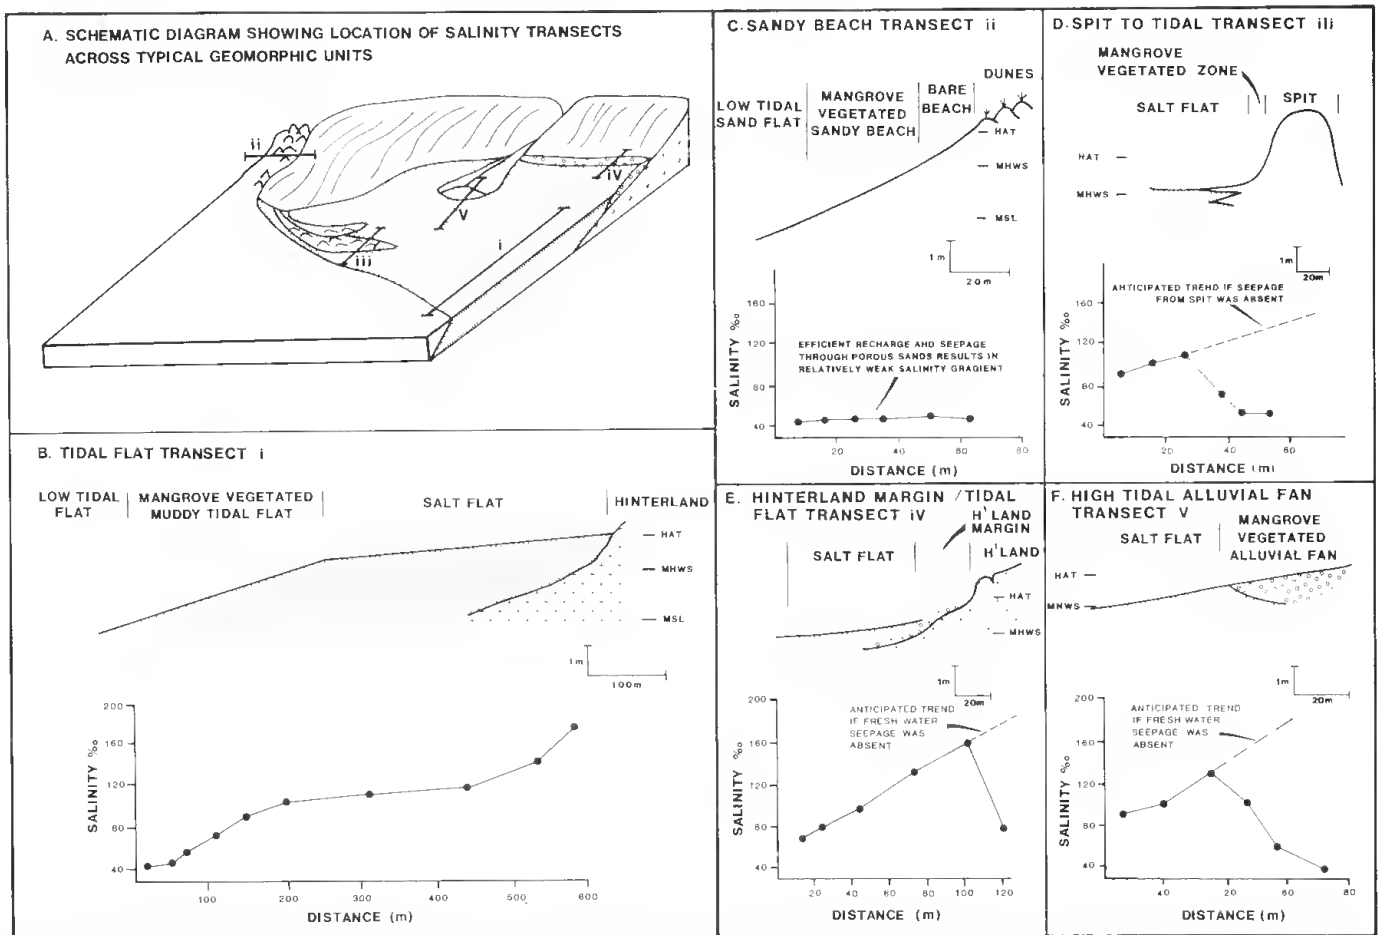 A. SCHEMATIC DIAGRAM SHOWING LOCATION OF SALINITY TRANSECTS
ACROSS TYPICAL GEOMORPHIC UNITS
ii
iii
iV
V
i
B. TIDAL FLAT TRANSECT i
LOW TIDAL
FLAT
MANGROVE VEGETATED
MUDDY TIDAL FLAT
SALT FLAT
HINTERLAND
HAT
MHWS
MSL
1m
100m
SALINITY ‰
200
160
120
80
40
100
200
300
400
500
600
DISTANCE (m)
C. SANDY BEACH TRANSECT ii
LOW TIDAL
SAND FLAT
MANGROVE
VEGETATED
SANDY BEACH
BARE
BEACH
DUNES
HAT
MHWS
MSL
1m
20m
SALINITY ‰
160
120
80
40
EFFICIENT RECHARGE AND SEEPAGE
THROUGH POROUS SANDS RESULTS IN
RELATIVELY WEAK SALINITY GRADIENT
20
40
60
80
DISTANCE (m)
D. SPIT TO TIDAL TRANSECT iii
MANGROVE
VEGETATED ZONE
SALT FLAT
SPIT
HAT
MHWS
1m
20m
SALINITY ‰
160
120
80
40
ANTICIPATED TREND IF SEEPAGE
FROM SPIT WAS ABSENT
20
40
60
DISTANCE (m)
E. HINTERLAND MARGIN / TIDAL
FLAT TRANSECT iV
SALT FLAT
H'LAND
MARGIN
H'LAND
HAT
MHWS
1m
20m
SALINITY ‰
200
160
120
80
40
ANTICIPATED TREND
IF FRESH WATER
SEEPAGE WAS
ABSENT
20
40
60
80
100
120
DISTANCE (m)
F. HIGH TIDAL ALLUVIAL FAN
TRANSECT V
SALT FLAT
MANGROVE
VEGETATED
ALLUVIAL FAN
HAT
MHWS
1m
20m
SALINITY ‰
200
160
120
80
40
ANTICIPATED TREND
IF FRESH WATER
SEEPAGE WAS
ABSENT
40
20
60
80
DISTANCE (m)